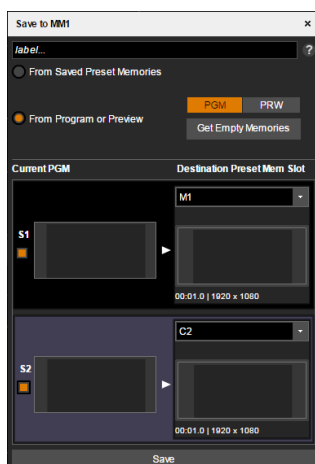 Save to MM1 ×
label... ?
From Saved Preset Memories
From Program or Preview
PGM PRW
Get Empty Memories
Current PGM Destination Preset Mem Slot
M1
S1
00:01.0 | 1920 x 1080
C2
S2
00:01.0 | 1920 x 1080
Save